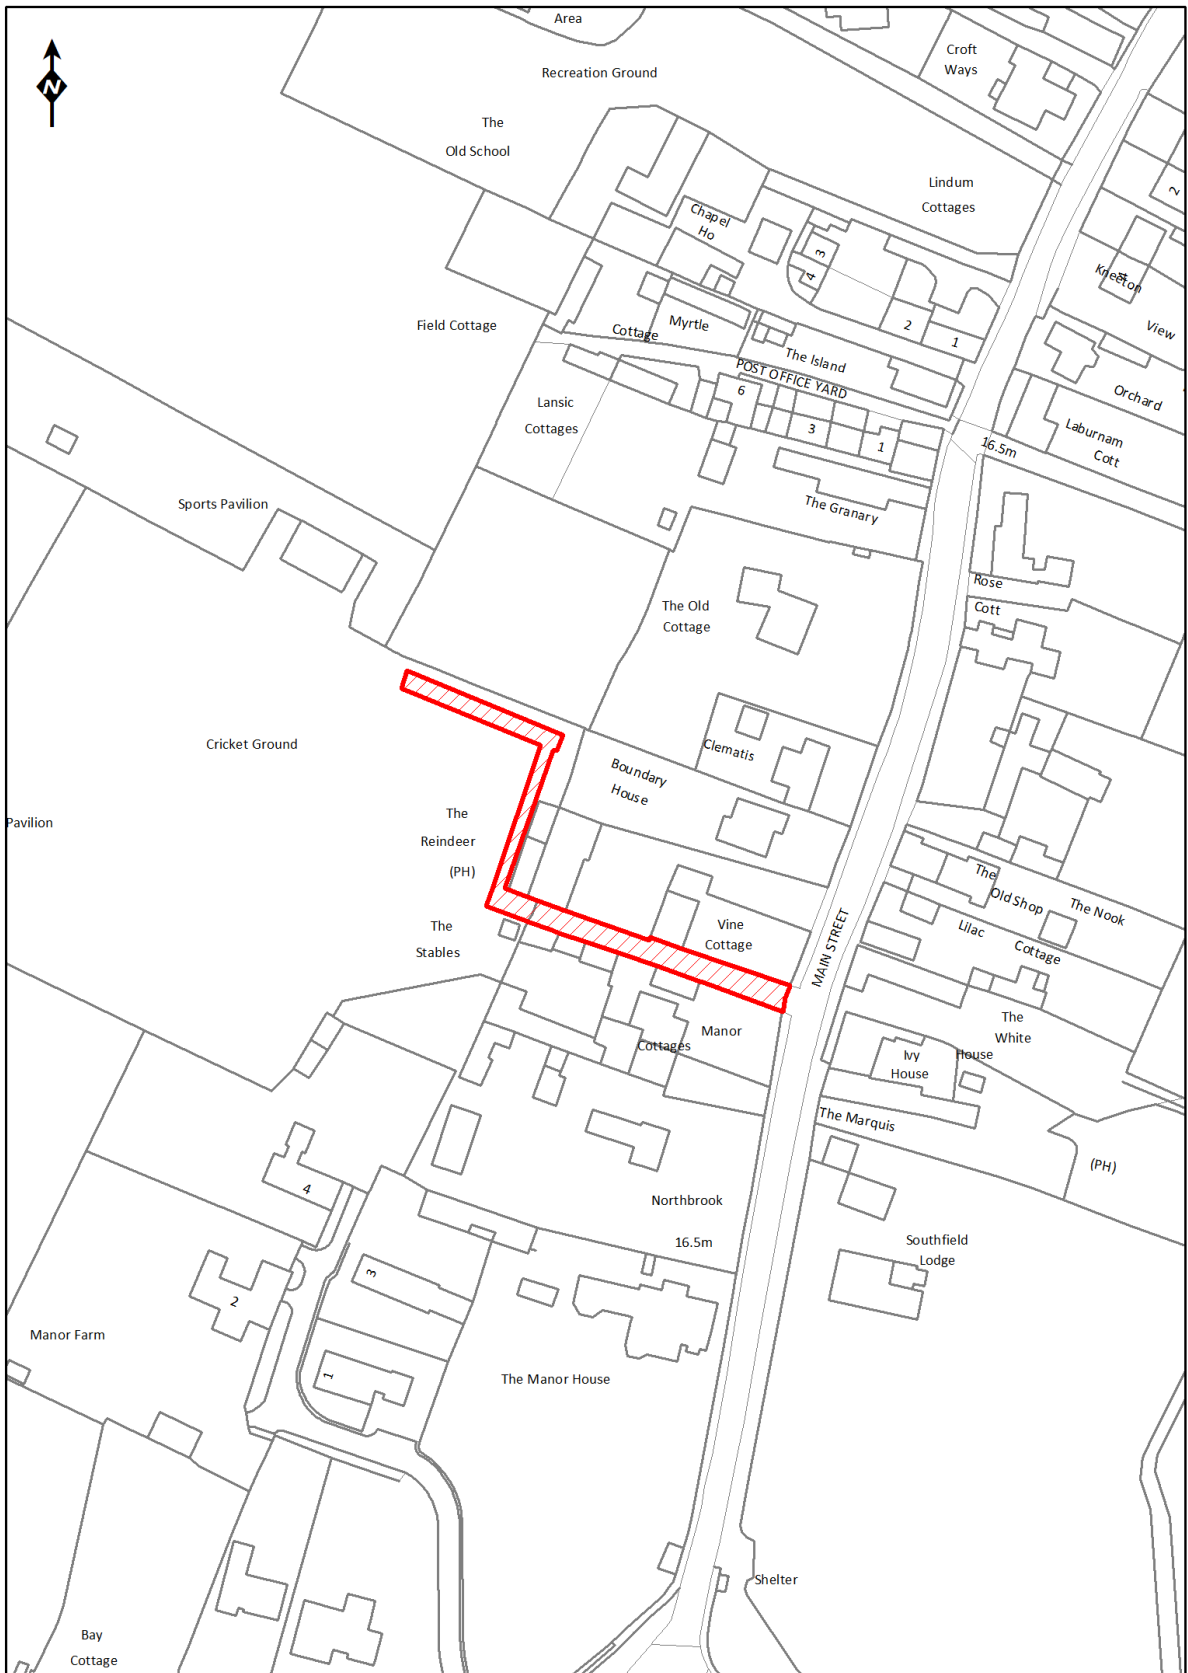 Area
N
Recreation Ground
Croft
Ways
The
Old School
Lindum
Cottages
2
Chapel
Ho
3
4
Kneeton
View
Field Cottage
Cottage
Myrtle
2
1
The Island
POST OFFICE YARD
6
3
1
Orchard
Laburnam
Cott
16.5m
Lansic
Cottages
Sports Pavilion
The Granary
Rose
Cott
The Old
Cottage
Cricket Ground
Clematis
Boundary
House
Pavilion
The
Reindeer
(PH)
The
Old Shop
The Nook
The
Stables
Vine
Cottage
MAIN STREET
Lilac
Cottage
Manor
Cottages
The
White
House
Ivy
House
The Marquis
(PH)
4
Northbrook
16.5m
Southfield
Lodge
3
2
Manor Farm
1
The Manor House
Shelter
Bay
Cottage